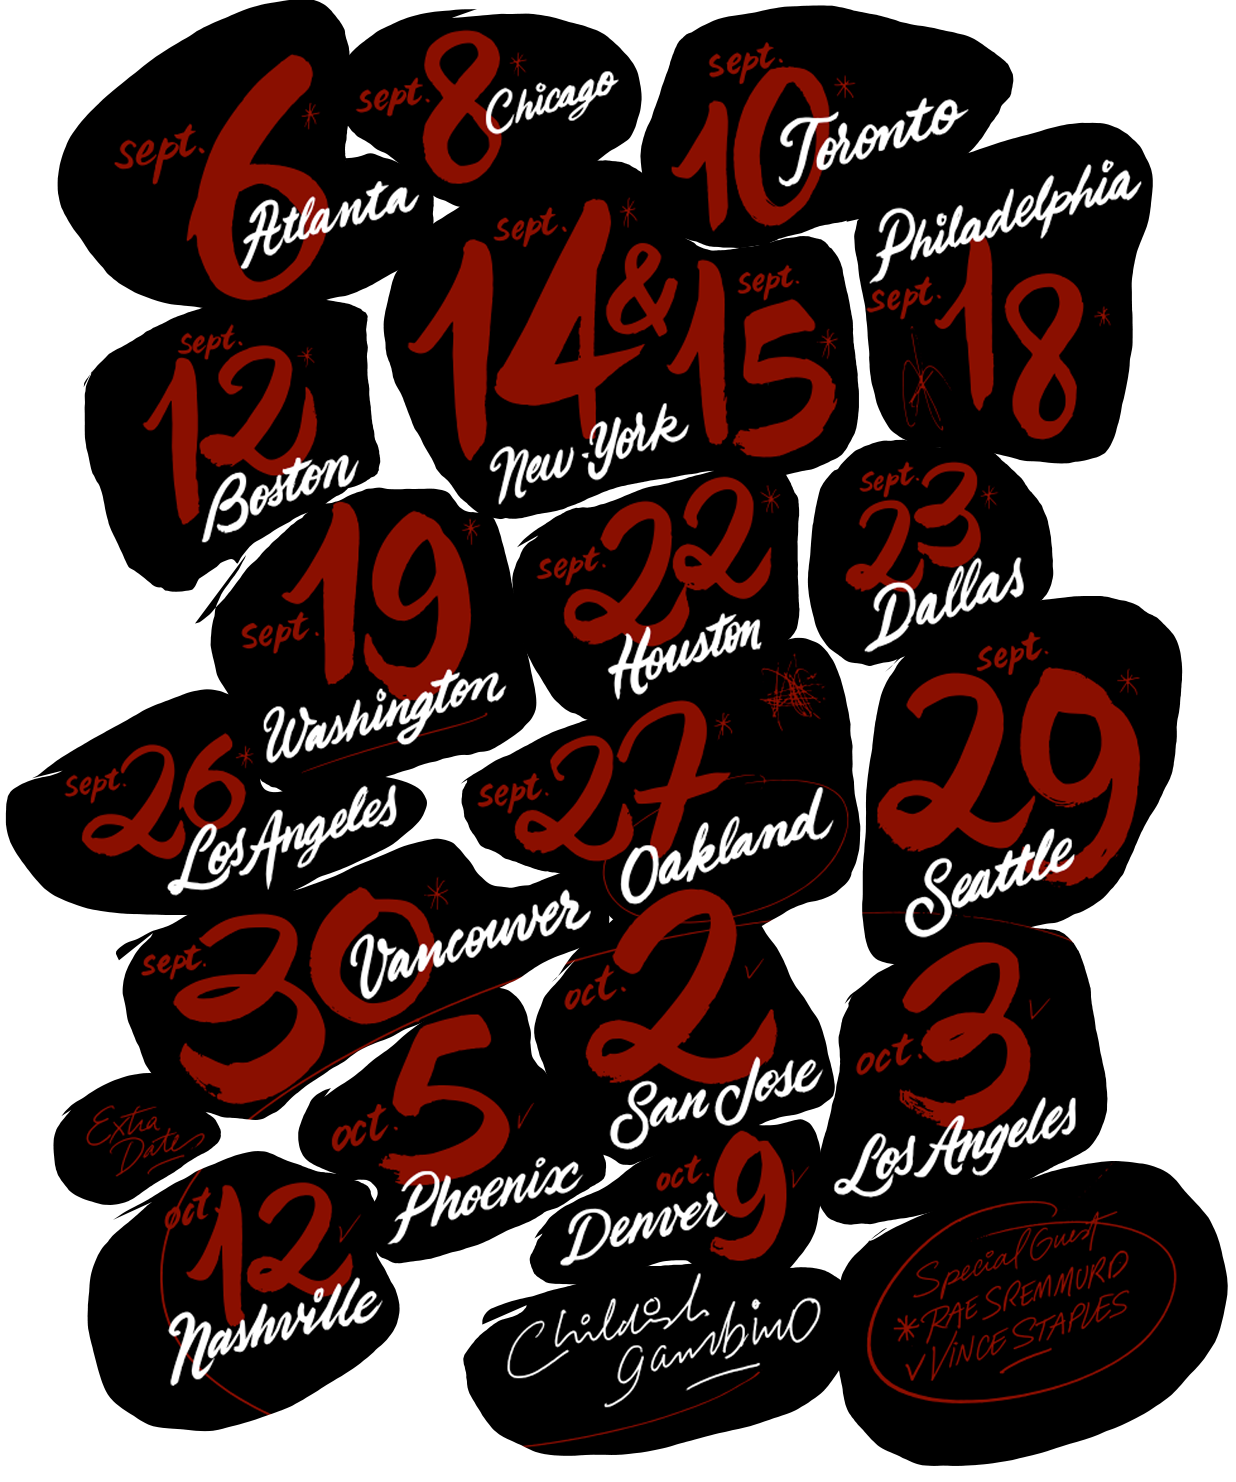 sept. 6 *
Atlanta
sept. 8 *
Chicago
sept.
10 *
Toronto
Philadelphia
sept. 18 *
sept.
12 *
Boston
sept. 14 * & sept. 15 *
New-York
sept. 19 *
Washington
sept. 22 *
Houston
sept. 23 *
Dallas
sept. 26 *
Los Angeles
sept. 27 *
Oakland
sept.
29 *
Seattle
sept. 30 *
Vancouver
oct. 2 ✓
San Jose
oct. 3 ✓
Los Angeles
Extra
Dates
oct. 5 ✓
Phoenix
oct. 9 ✓
Denver
oct. 12 ✓
Nashville
Childish
Gambino
Special Guest
* RAE SREMMURD
✓ VINCE STAPLES